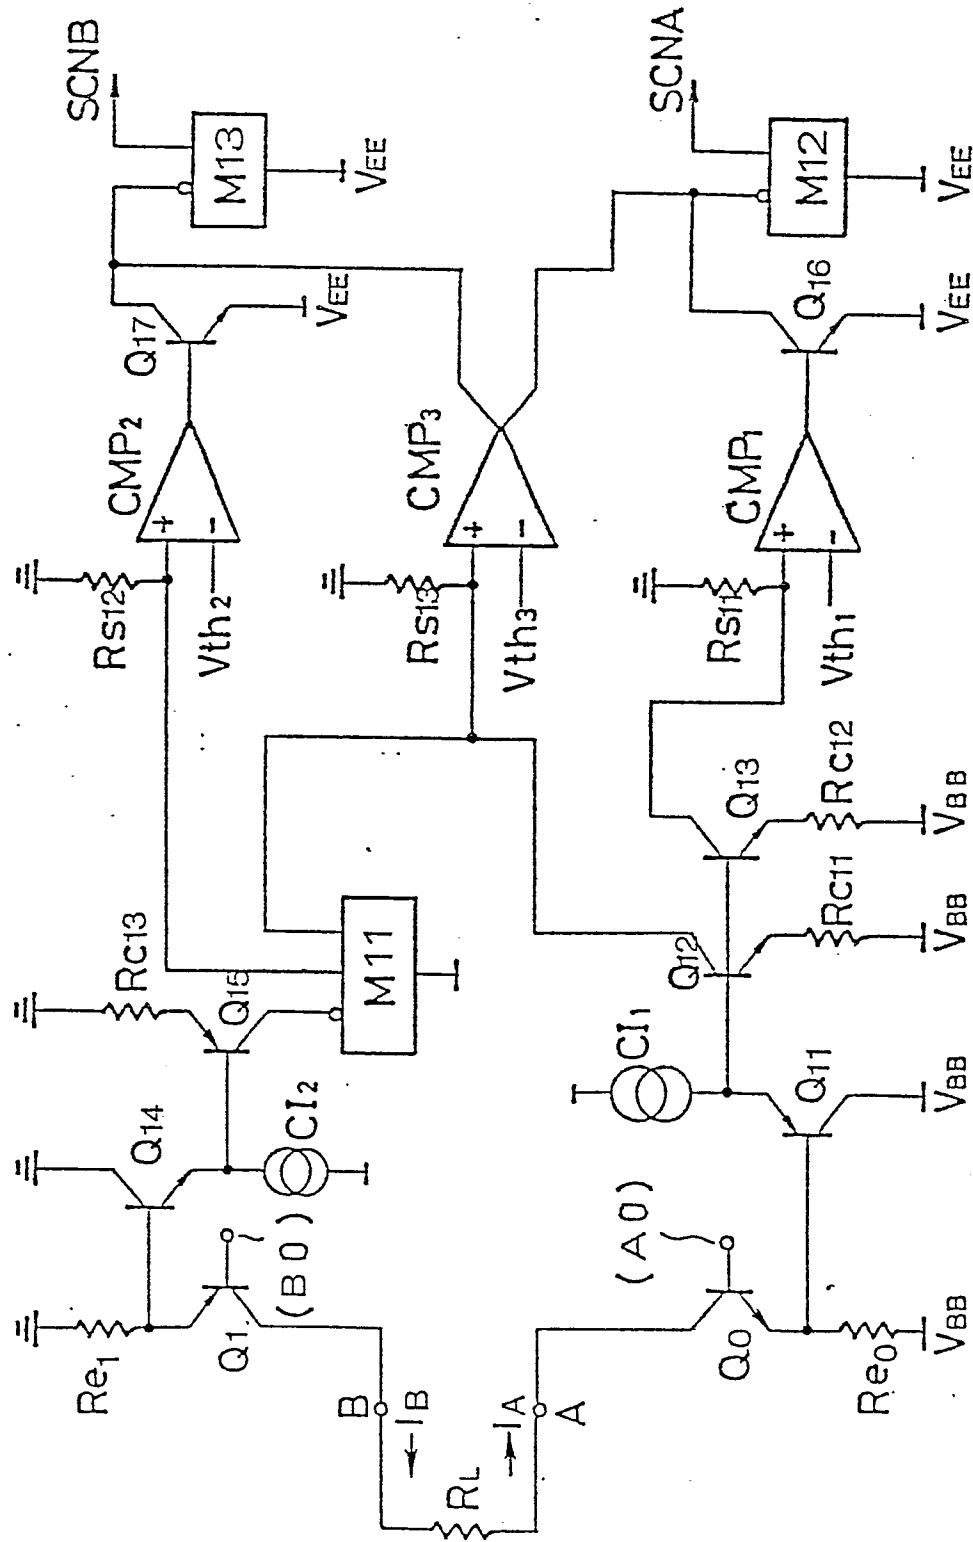 SCNB
M13
VEE
Q17
VEE
CMP2
+
-
Rs12
Vth2
Rc13
Q15
M11
Q14
CI2
Re1
Q1
(B0)
B
IB
RL
IA
A
CMP3
+
-
Rs13
Vth3
SCNA
M12
VEE
Q16
VEE
CMP1
+
-
Rs11
Vth1
Q13
Rc12
VBB
Q12
Rc11
VBB
CI1
Q11
VBB
(A0)
Q0
Re0
VBB